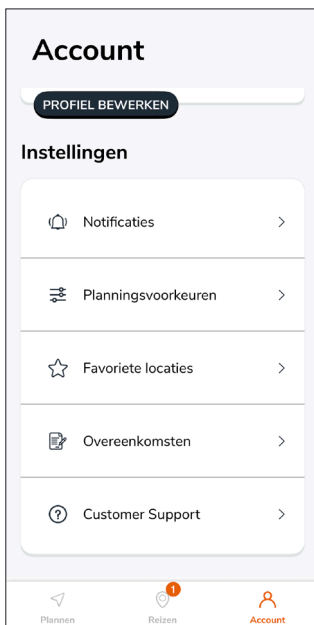 Account
PROFIEL BEWERKEN
Instellingen
Notificaties
Planningsvoorkeuren
Favoriete locaties
Overeenkomsten
Customer Support
1
Plannen
Reizen
Account